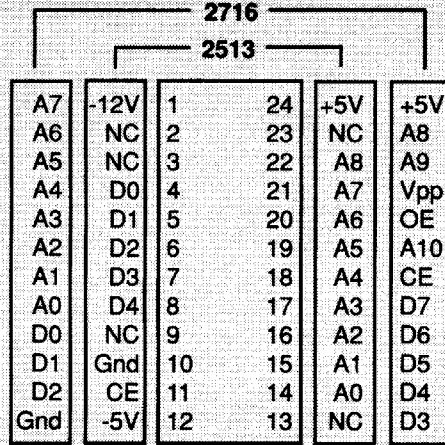 2716
2513
A7 -12V 1 24 +5V +5V
A6 NC 2 23 NC A8
A5 NC 3 22 A8 A9
A4 D0 4 21 A7 Vpp
A3 D1 5 20 A6 OE
A2 D2 6 19 A5 A10
A1 D3 7 18 A4 CE
A0 D4 8 17 A3 D7
D0 NC 9 16 A2 D6
D1 Gnd 10 15 A1 D5
D2 CE 11 14 A0 D4
Gnd -5V 12 13 NC D3